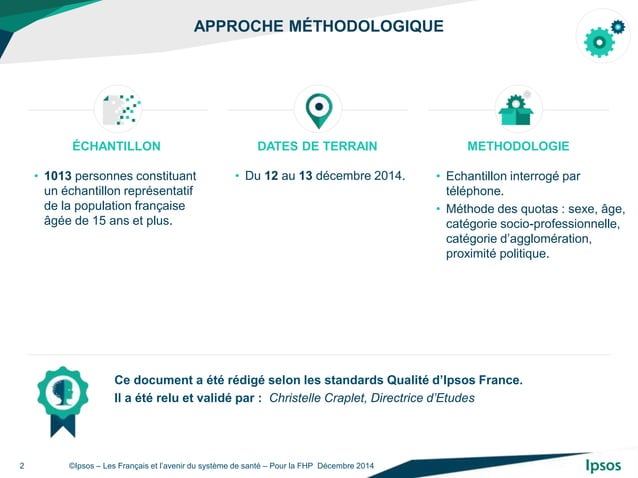 APPROCHE MÉTHODOLOGIQUE
ÉCHANTILLON
• 1013 personnes constituant
un échantillon représentatif
de la population française
âgée de 15 ans et plus.
DATES DE TERRAIN
• Du 12 au 13 décembre 2014.
METHODOLOGIE
• Echantillon interrogé par
téléphone.
• Méthode des quotas : sexe, âge,
catégorie socio-professionnelle,
catégorie d’agglomération,
proximité politique.
Ce document a été rédigé selon les standards Qualité d’Ipsos France.
Il a été relu et validé par : Christelle Craplet, Directrice d’Etudes
2 ©Ipsos – Les Français et l’avenir du système de santé – Pour la FHP Décembre 2014
Ipsos